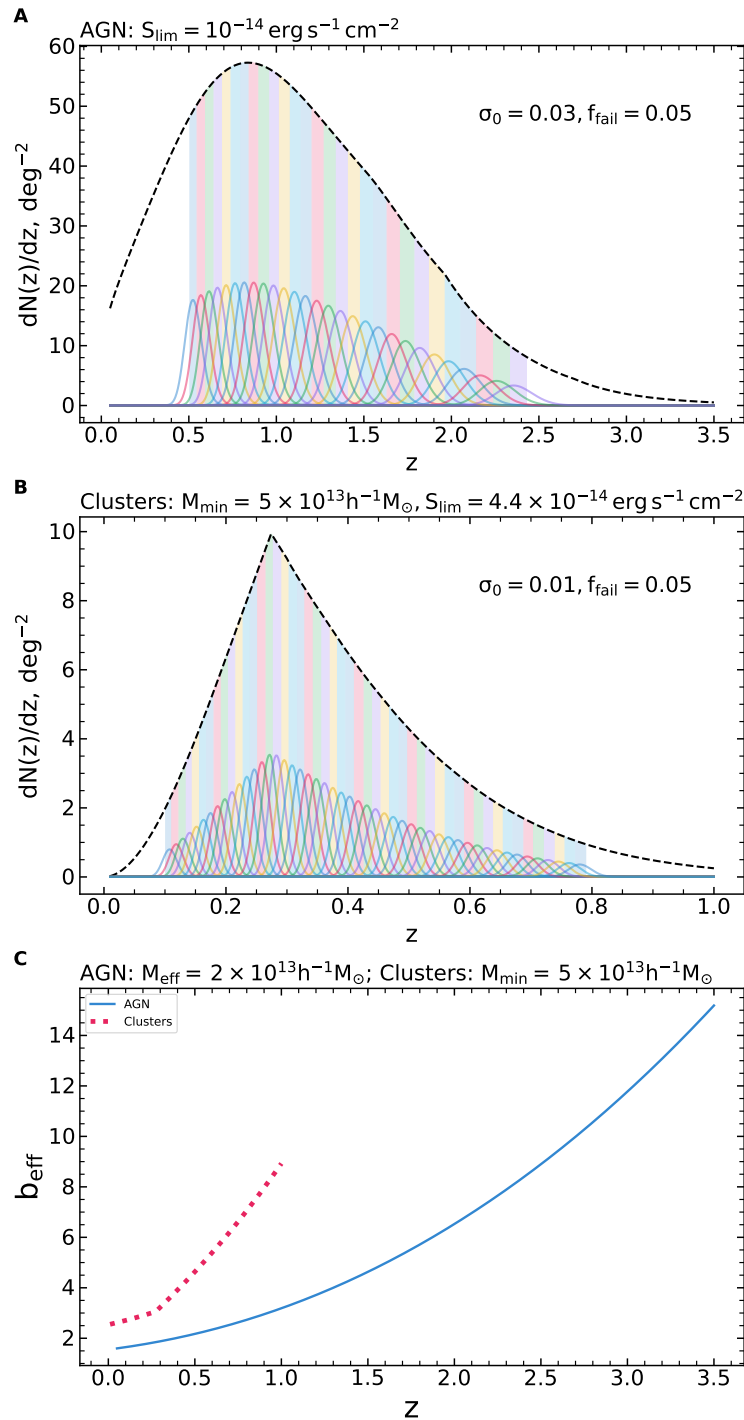 A
AGN: S_lim = 10^−14 erg s^−1 cm^−2
60
50
40
30
20
10
0
dN(z)/dz, deg^−2
σ_0 = 0.03, f_fail = 0.05
0.0 0.5 1.0 1.5 2.0 2.5 3.0 3.5
z
B
Clusters: M_min = 5 × 10^13 h^−1 M_⊙, S_lim = 4.4 × 10^−14 erg s^−1 cm^−2
10
8
6
4
2
0
dN(z)/dz, deg^−2
σ_0 = 0.01, f_fail = 0.05
0.0 0.2 0.4 0.6 0.8 1.0
z
C
AGN: M_eff = 2 × 10^13 h^−1 M_⊙; Clusters: M_min = 5 × 10^13 h^−1 M_⊙
AGN
Clusters
14
12
10
8
6
4
2
b_eff
0.0 0.5 1.0 1.5 2.0 2.5 3.0 3.5
z